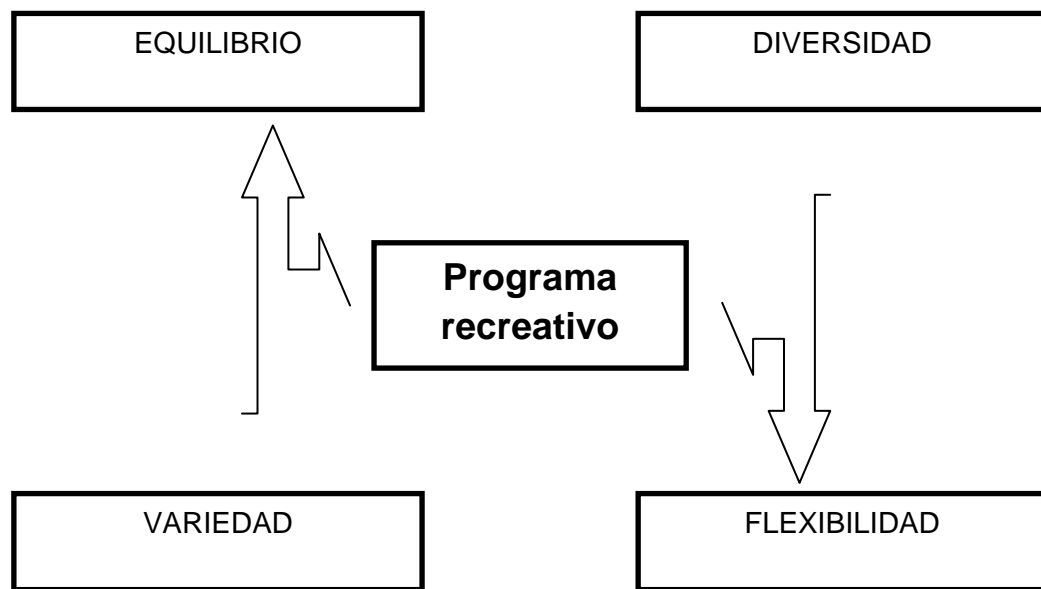 EQUILIBRIO
DIVERSIDAD
Programa
recreativo
VARIEDAD
FLEXIBILIDAD